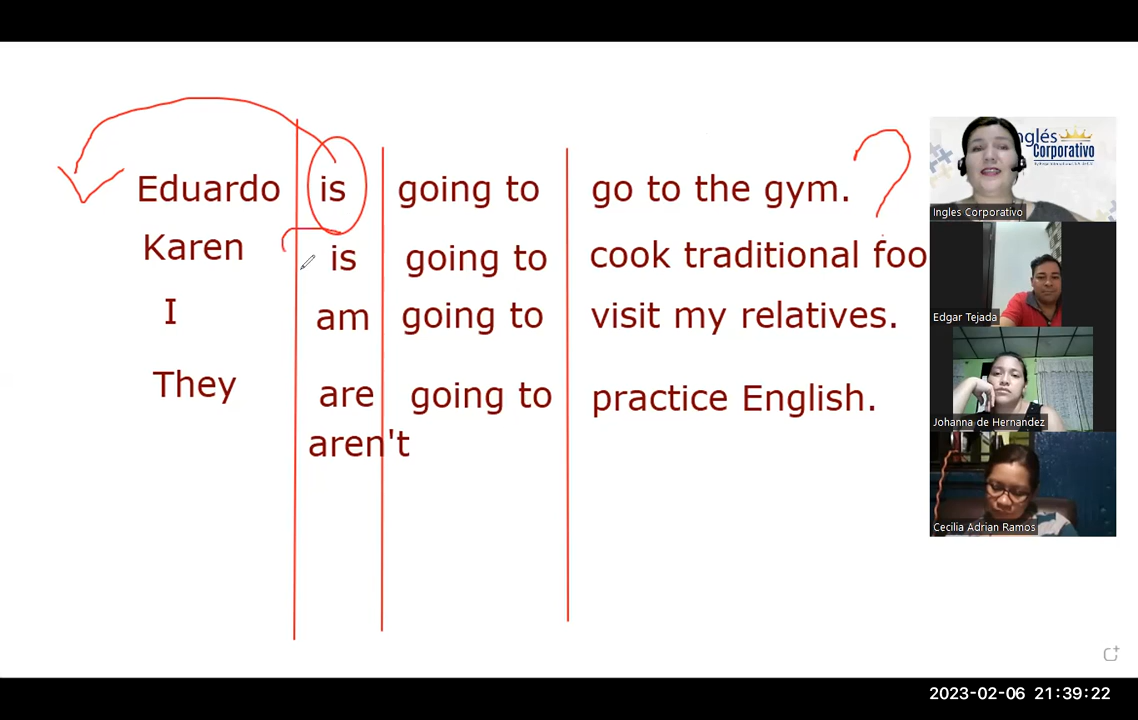 Eduardo is going to go to the gym. ?
Karen is going to cook traditional foo
I am going to visit my relatives.
They are going to practice English.
aren't
Inglés
Corporativo
Ingles Corporativo
Edgar Tejada
Johanna de Hernandez
Cecilia Adrian Ramos
2023-02-06 21:39:22